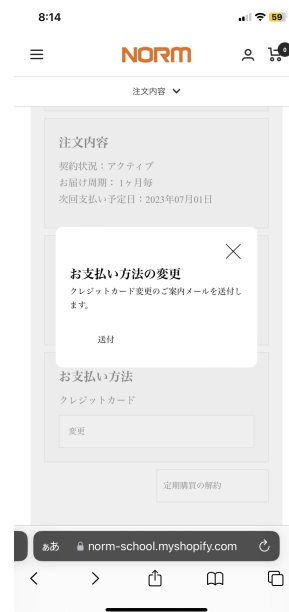 8:14
59
NORM
0
注文内容
注文内容
契約状況：アクティブ
お届け周期： 1ヶ月毎
次回支払い予定日：2023年07月01日
お支払い方法の変更
クレジットカード変更のご案内メールを送付し
ます。
送付
お支払い方法
クレジットカード
変更
定期購買の解約
ぁあ
norm-school.myshopify.com